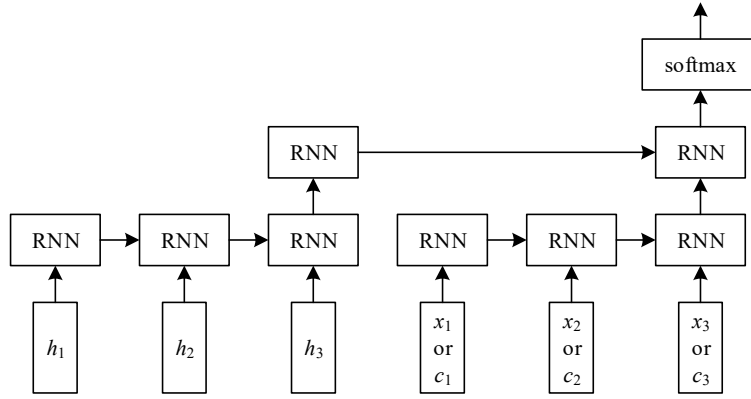 softmax
RNN RNN
RNN RNN RNN RNN RNN RNN
h₁ h₂ h₃ x₁ or c₁ x₂ or c₂ x₃ or c₃